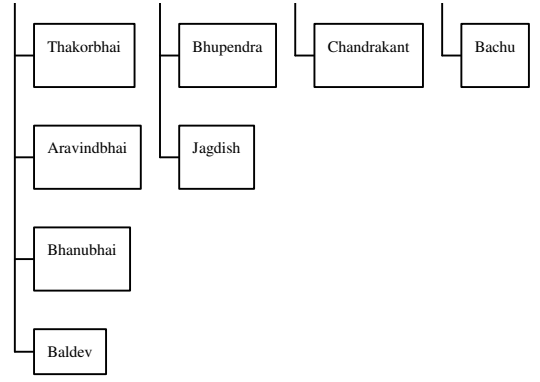 Thakorbhai
Bhupendra
Chandrakant
Bachu
Aravindbhai
Jagdish
Bhanubhai
Baldev